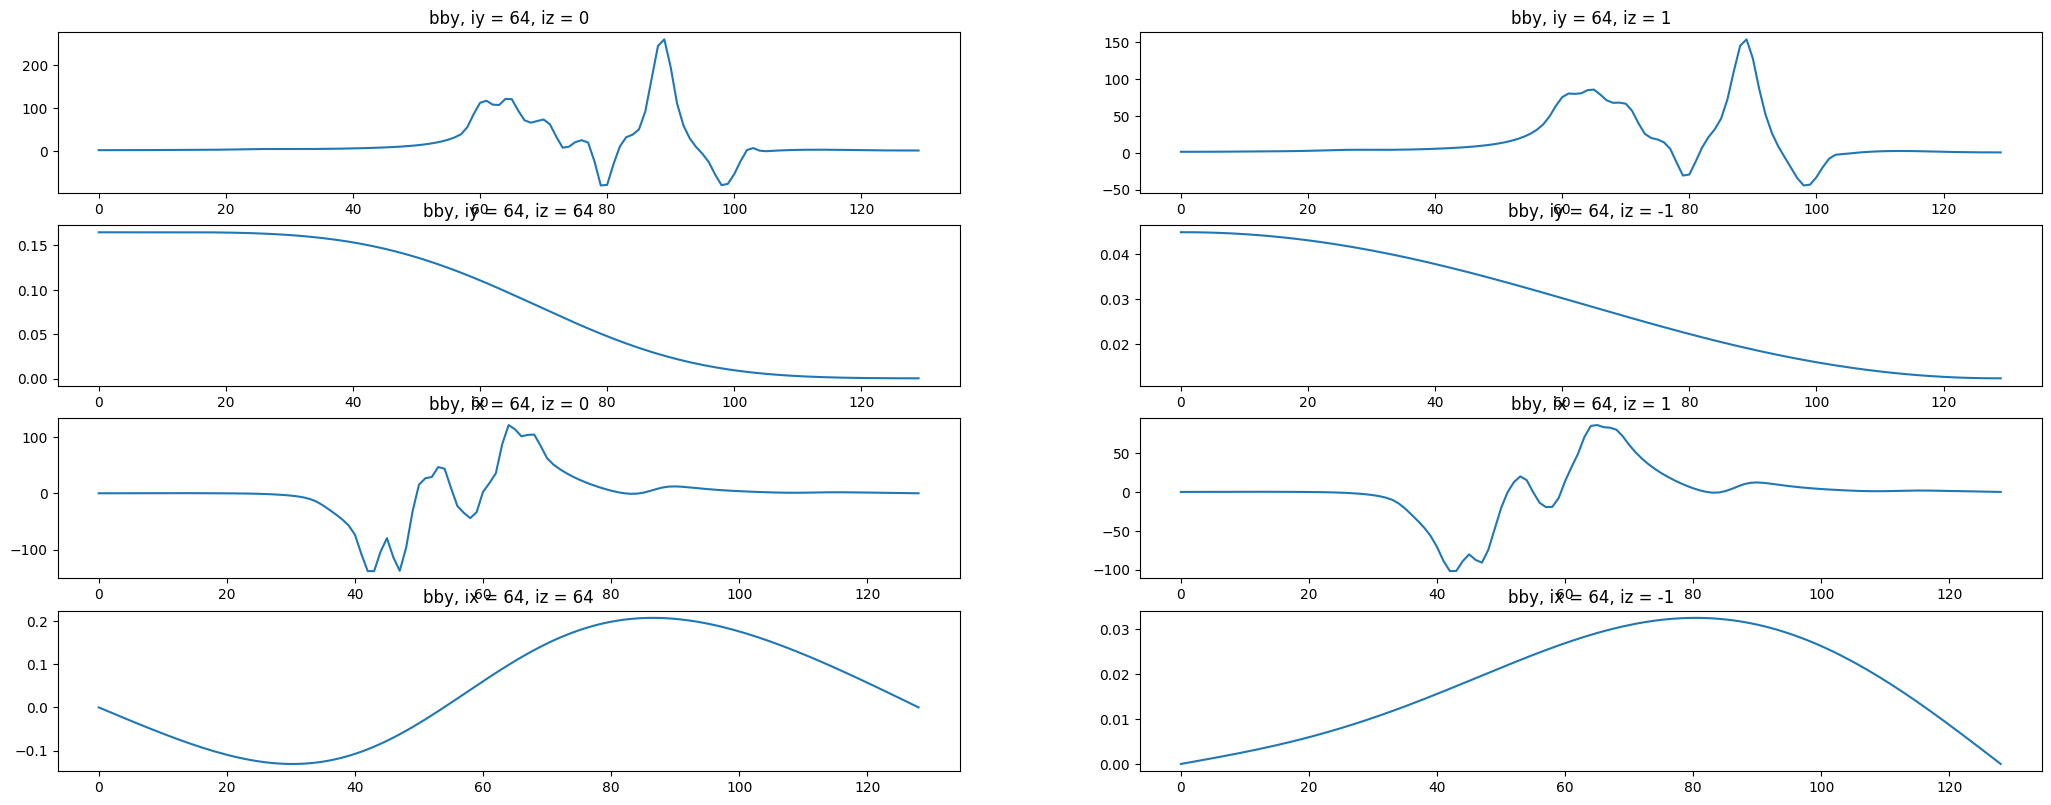 bby, iy = 64, iz = 0
200
100
0
0 20 40 60 80 100 120
bby, iy = 64, iz = 1
150
100
50
0
−50
0 20 40 60 80 100 120
bby, iy = 64, iz = 64
0.15
0.10
0.05
0.00
0 20 40 60 80 100 120
bby, iy = 64, iz = -1
0.04
0.03
0.02
0 20 40 60 80 100 120
bby, ix = 64, iz = 0
100
0
−100
0 20 40 60 80 100 120
bby, ix = 64, iz = 1
50
0
−50
−100
0 20 40 60 80 100 120
bby, ix = 64, iz = 64
0.2
0.1
0.0
−0.1
0 20 40 60 80 100 120
bby, ix = 64, iz = -1
0.03
0.02
0.01
0.00
0 20 40 60 80 100 120